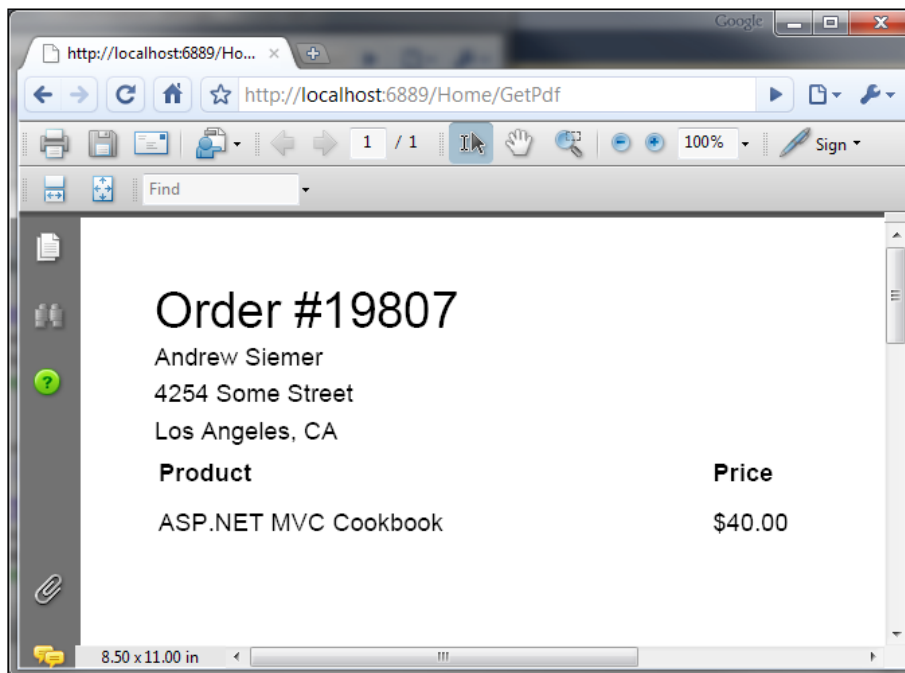 Google
http://localhost:6889/Ho...
http://localhost:6889/Home/GetPdf
1 / 1
100%
Sign
Find
Order #19807
Andrew Siemer
4254 Some Street
Los Angeles, CA
Product Price
ASP.NET MVC Cookbook $40.00
8.50 x 11.00 in